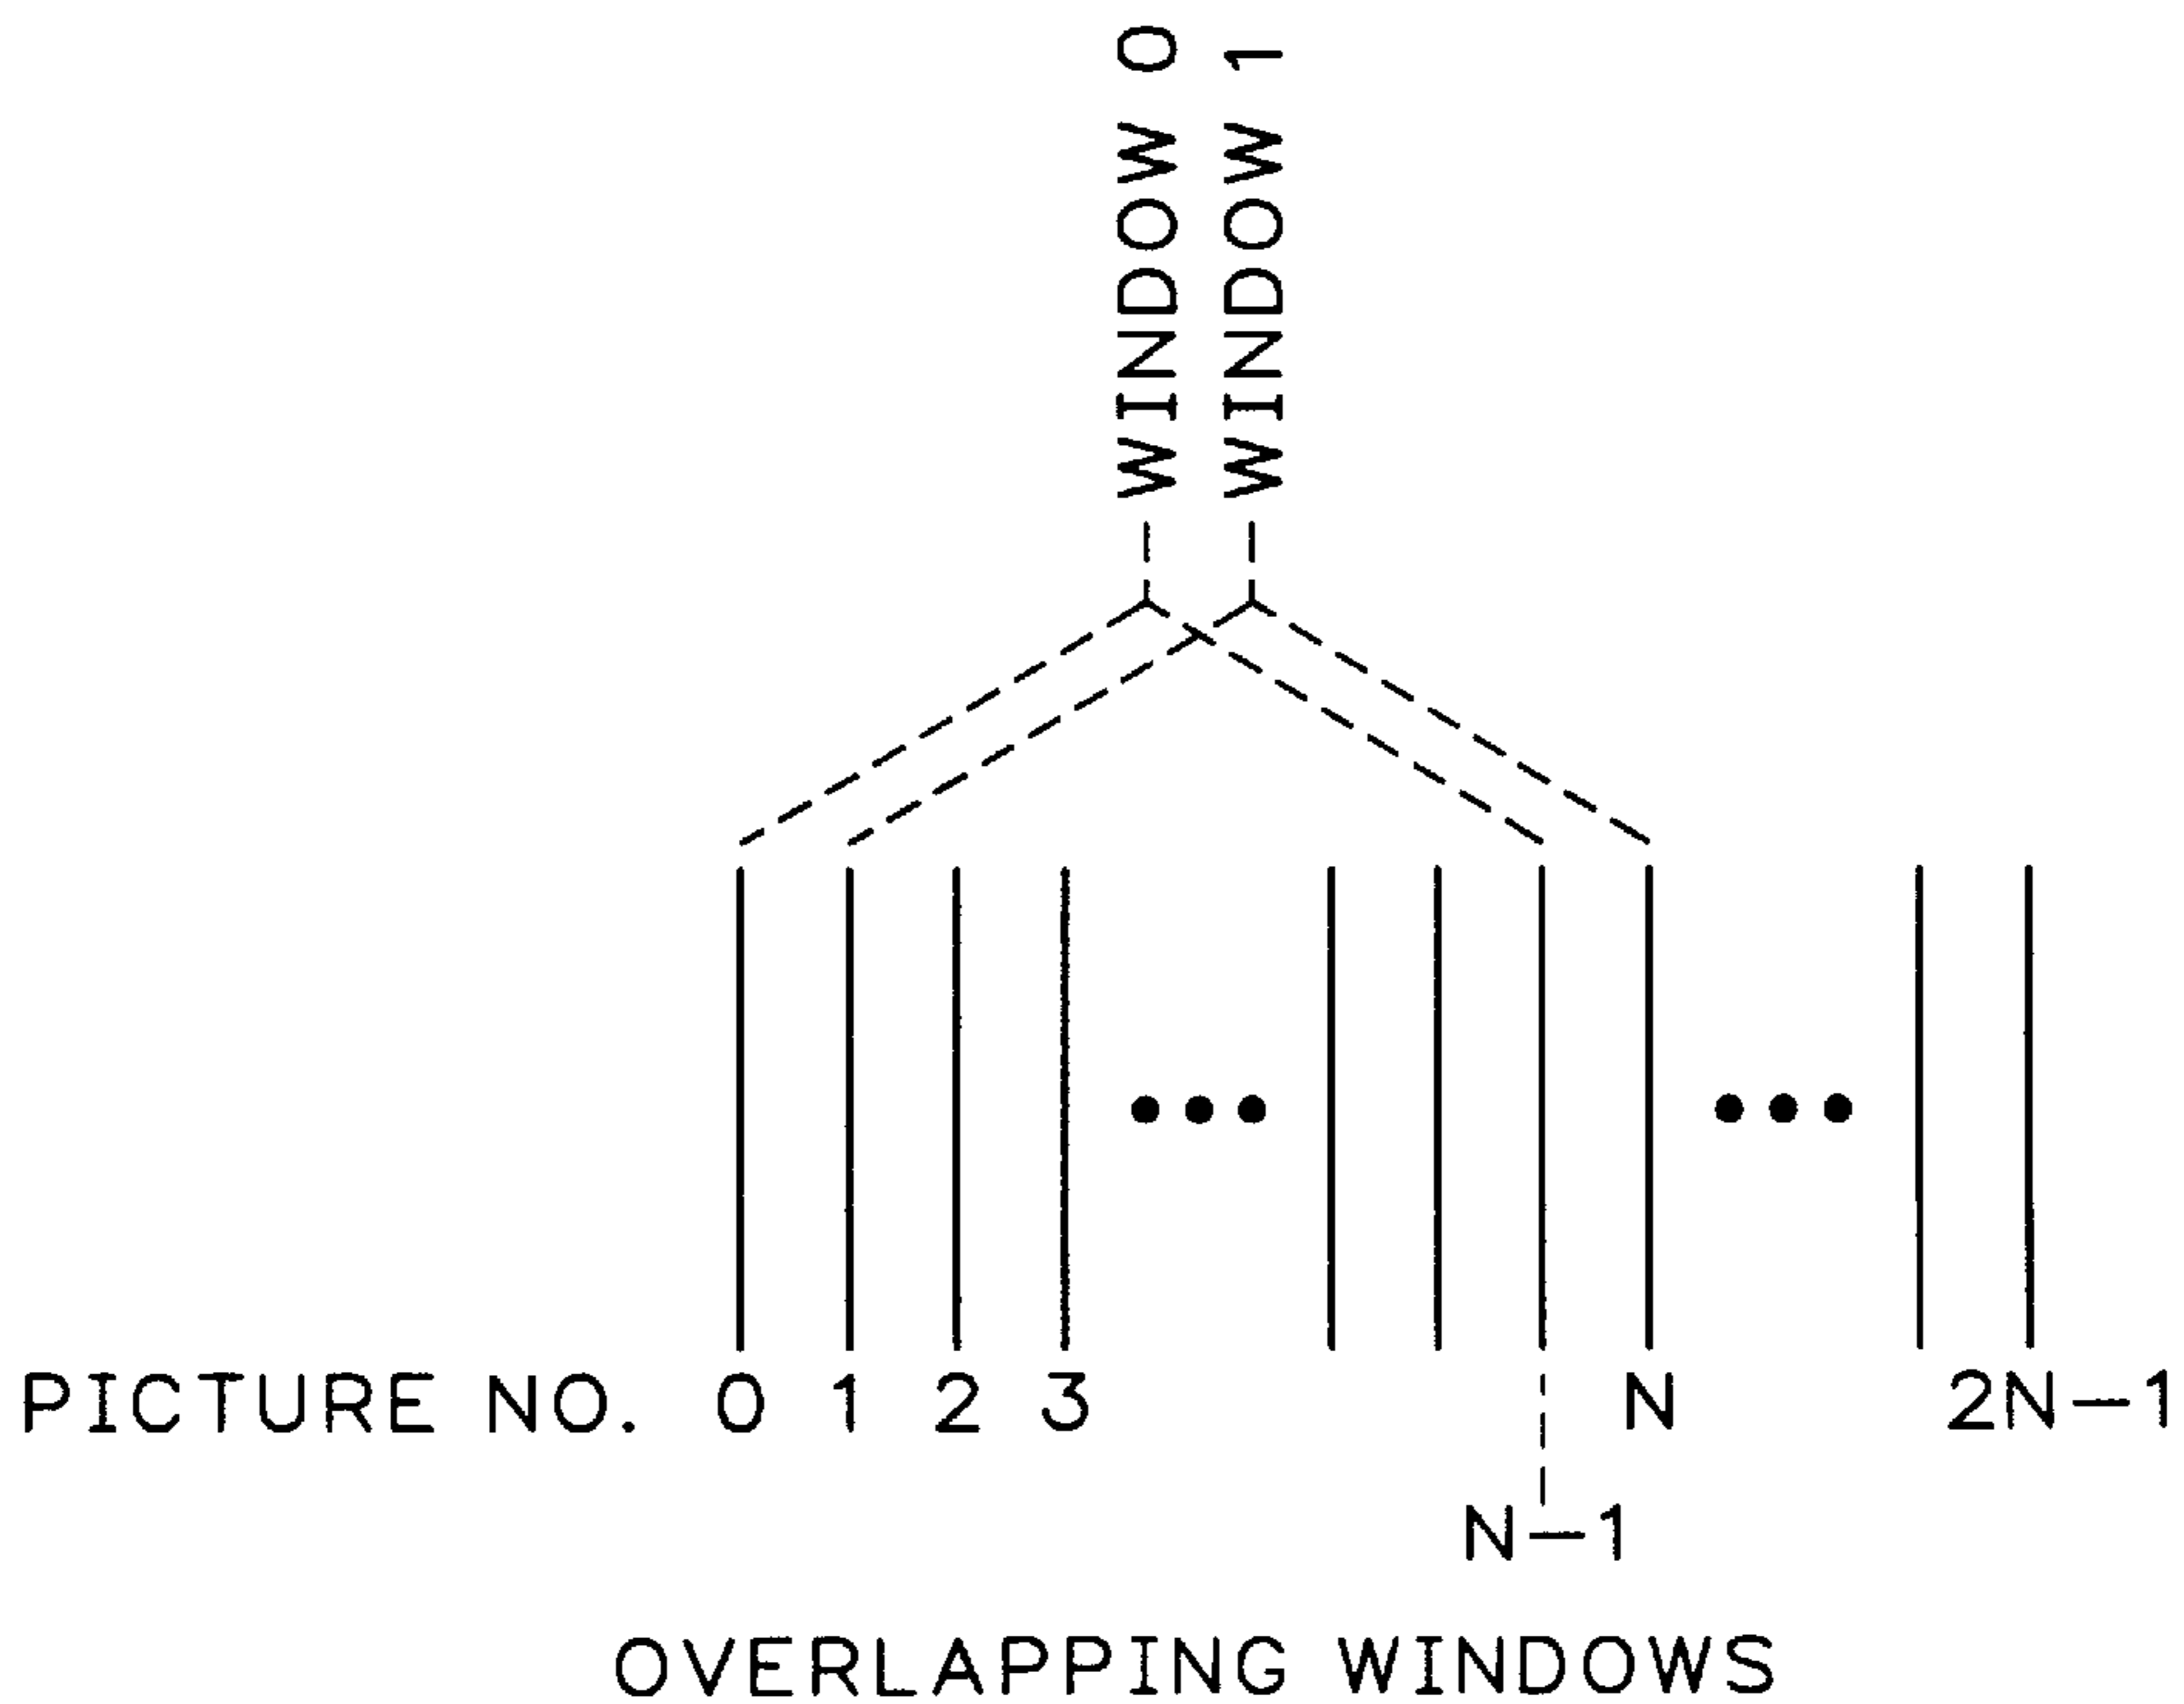 WINDOW 0
WINDOW 1
PICTURE NO. 0 1 2 3 N 2N-1
N-1
OVERLAPPING WINDOWS